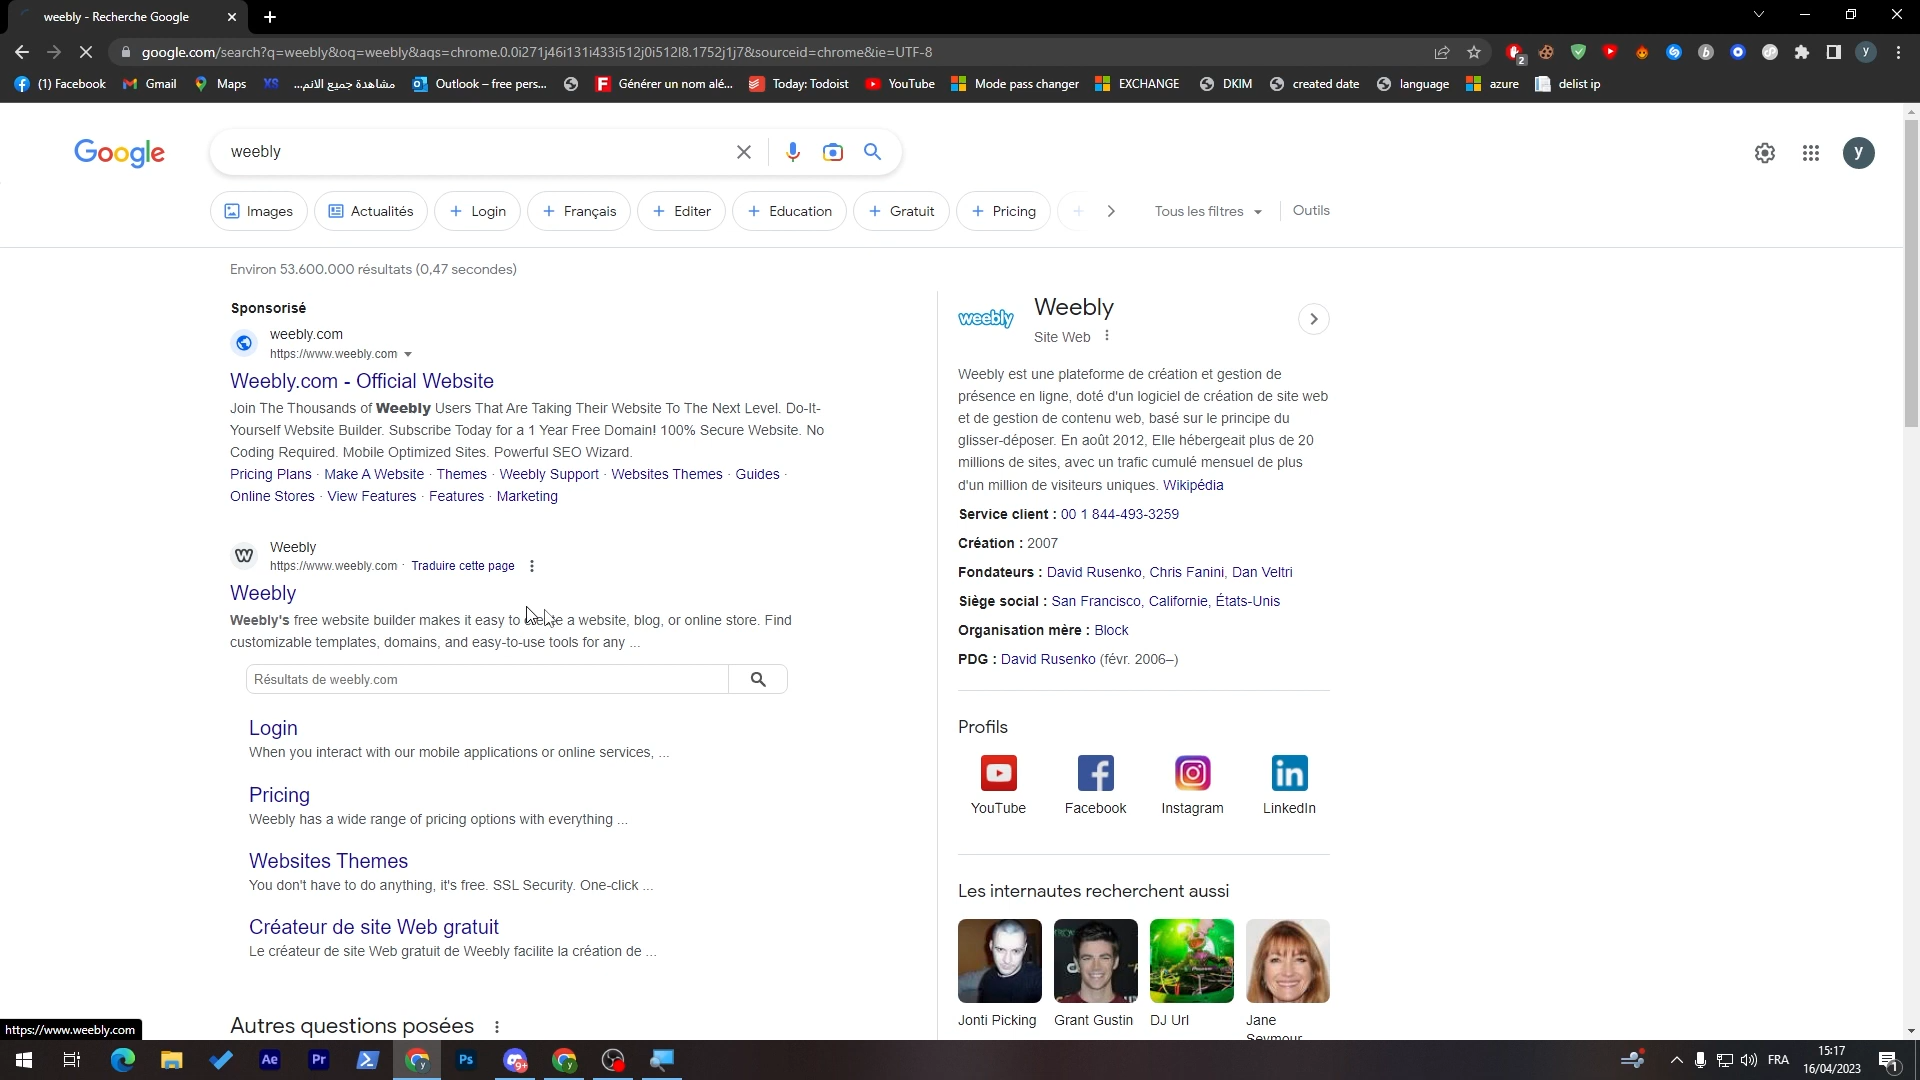 weebly - Recherche Google
google.com/search?q=weebly&oq=weebly&aqs=chrome.0.0i271j46i131i433i512j0i512l8.1752j1j7&sourceid=chrome&ie=UTF-8
2
y
(1) Facebook
Gmail
Maps
XS
مشاهدة جميع الانم...
Outlook – free pers...
Générer un nom alé...
Today: Todoist
YouTube
Mode pass changer
EXCHANGE
DKIM
created date
language
azure
delist ip
Google
weebly
y
Images
Actualités
Login
Français
Editer
Education
Gratuit
Pricing
Tous les filtres
Outils
Environ 53.600.000 résultats (0,47 secondes)
Sponsorisé
weebly.com
https://www.weebly.com
Weebly.com - Official Website
Join The Thousands of Weebly Users That Are Taking Their Website To The Next Level. Do-It-
Yourself Website Builder. Subscribe Today for a 1 Year Free Domain! 100% Secure Website. No
Coding Required. Mobile Optimized Sites. Powerful SEO Wizard.
Pricing Plans · Make A Website · Themes · Weebly Support · Websites Themes · Guides ·
Online Stores · View Features · Features · Marketing
Weebly
https://www.weebly.com · Traduire cette page
Weebly
Weebly's free website builder makes it easy to create a website, blog, or online store. Find
customizable templates, domains, and easy-to-use tools for any ...
Résultats de weebly.com
Login
When you interact with our mobile applications or online services, ...
Pricing
Weebly has a wide range of pricing options with everything ...
Websites Themes
You don't have to do anything, it's free. SSL Security. One-click ...
Créateur de site Web gratuit
Le créateur de site Web gratuit de Weebly facilite la création de ...
Autres questions posées
weebly
Weebly
Site Web
Weebly est une plateforme de création et gestion de
présence en ligne, doté d'un logiciel de création de site web
et de gestion de contenu web, basé sur le principe du
glisser-déposer. En août 2012, Elle hébergeait plus de 20
millions de sites, avec un trafic cumulé mensuel de plus
d'un million de visiteurs uniques. Wikipédia
Service client : 00 1 844-493-3259
Création : 2007
Fondateurs : David Rusenko, Chris Fanini, Dan Veltri
Siège social : San Francisco, Californie, États-Unis
Organisation mère : Block
PDG : David Rusenko (févr. 2006–)
Profils
YouTube
Facebook
Instagram
LinkedIn
Les internautes recherchent aussi
Jonti Picking
Grant Gustin
DJ Url
Jane
Seymour
https://www.weebly.com
Ae
Pr
Ps
9+
FRA
15:17
16/04/2023
1